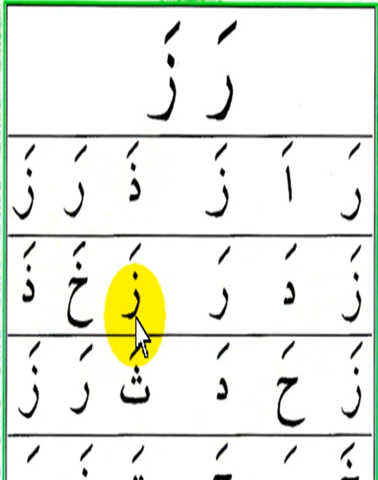 رَ زَ
رَ اَ زَ ذَ رَ زَ
زَ دَ رَ زَ خَ ذَ
زَ حَ دَ ثَ رَ زَ